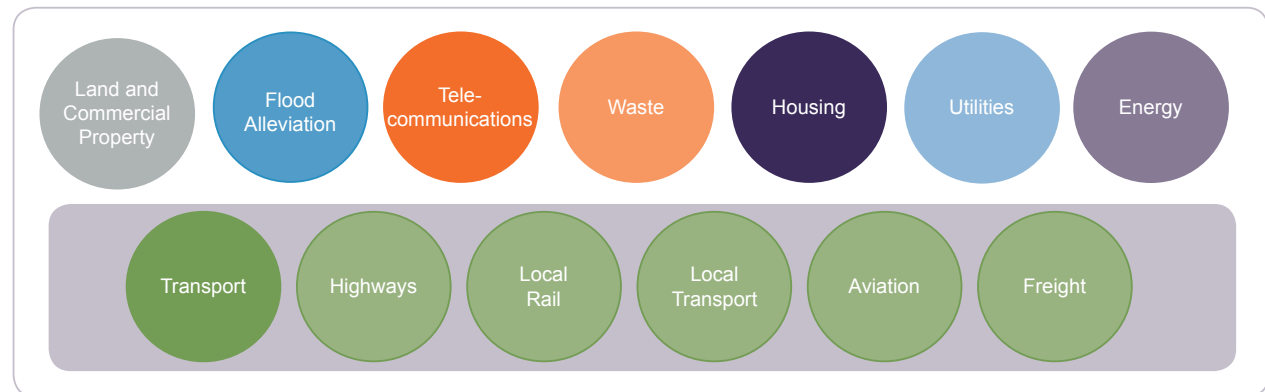 Land and
Commercial
Property
Flood
Alleviation
Tele-
communications
Waste
Housing
Utilities
Energy
Transport
Highways
Local
Rail
Local
Transport
Aviation
Freight